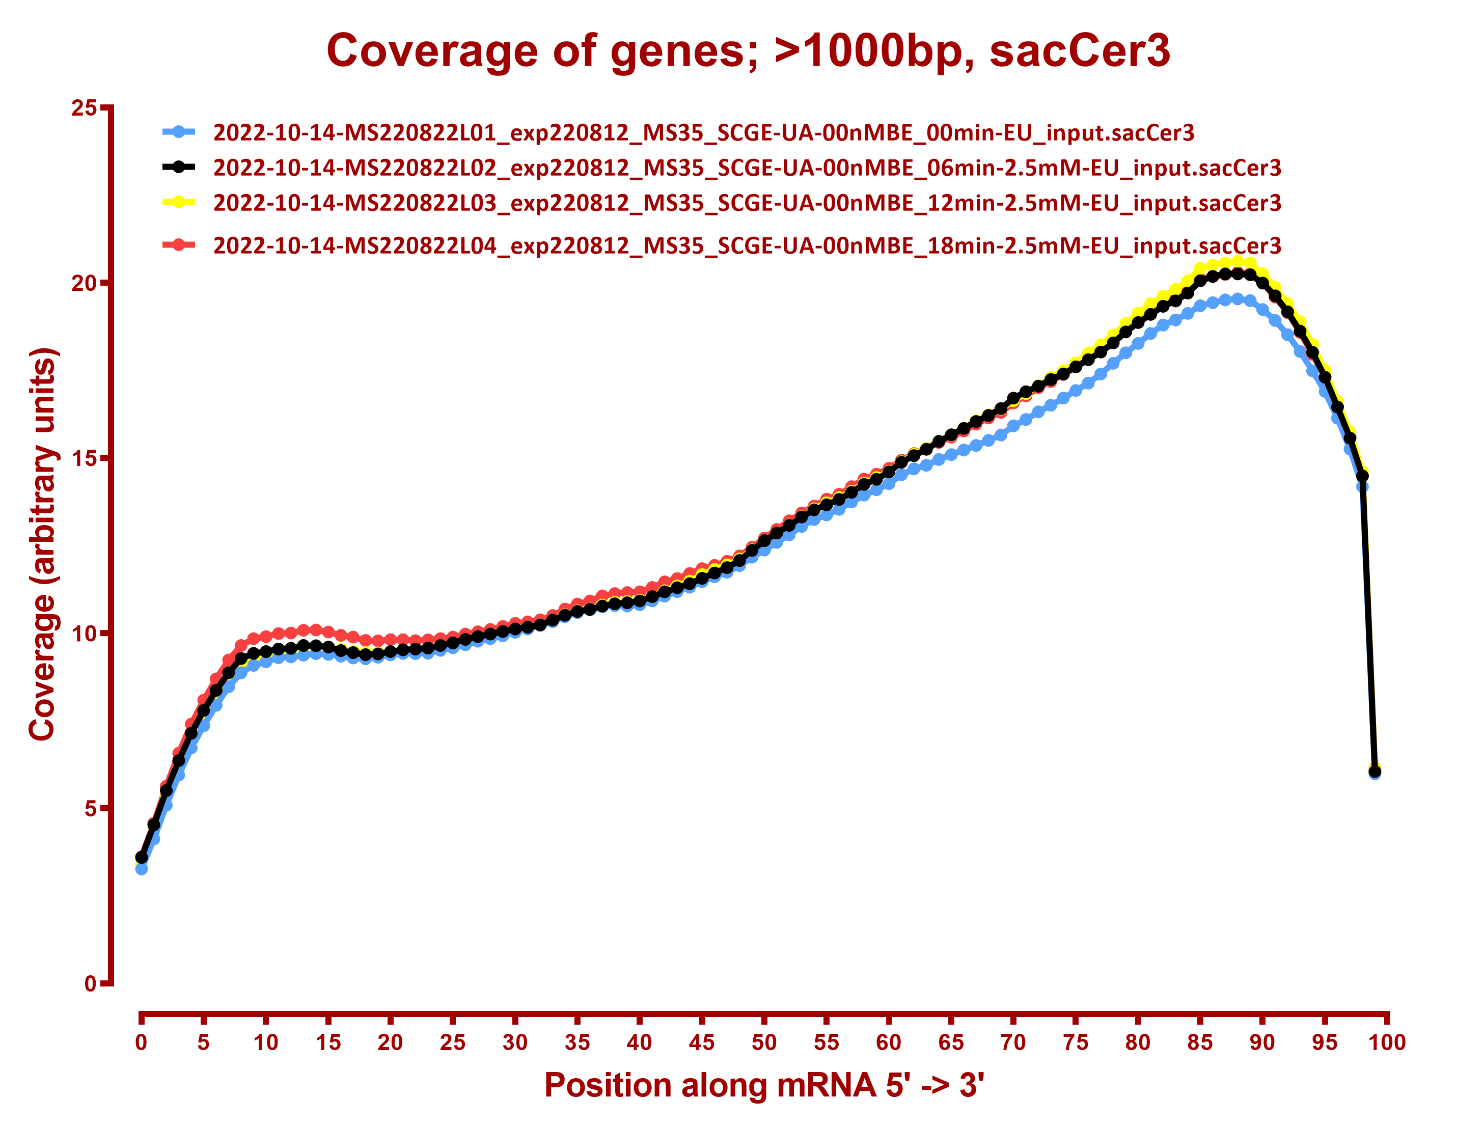 Coverage of genes; >1000bp, sacCer3
2022-10-14-MS220822L01_exp220812_MS35_SCGE-UA-00nMBE_00min-EU_input.sacCer3
2022-10-14-MS220822L02_exp220812_MS35_SCGE-UA-00nMBE_06min-2.5mM-EU_input.sacCer3
2022-10-14-MS220822L03_exp220812_MS35_SCGE-UA-00nMBE_12min-2.5mM-EU_input.sacCer3
2022-10-14-MS220822L04_exp220812_MS35_SCGE-UA-00nMBE_18min-2.5mM-EU_input.sacCer3
Coverage (arbitrary units)
25
20
15
10
5
0
0 5 10 15 20 25 30 35 40 45 50 55 60 65 70 75 80 85 90 95 100
Position along mRNA 5' -> 3'